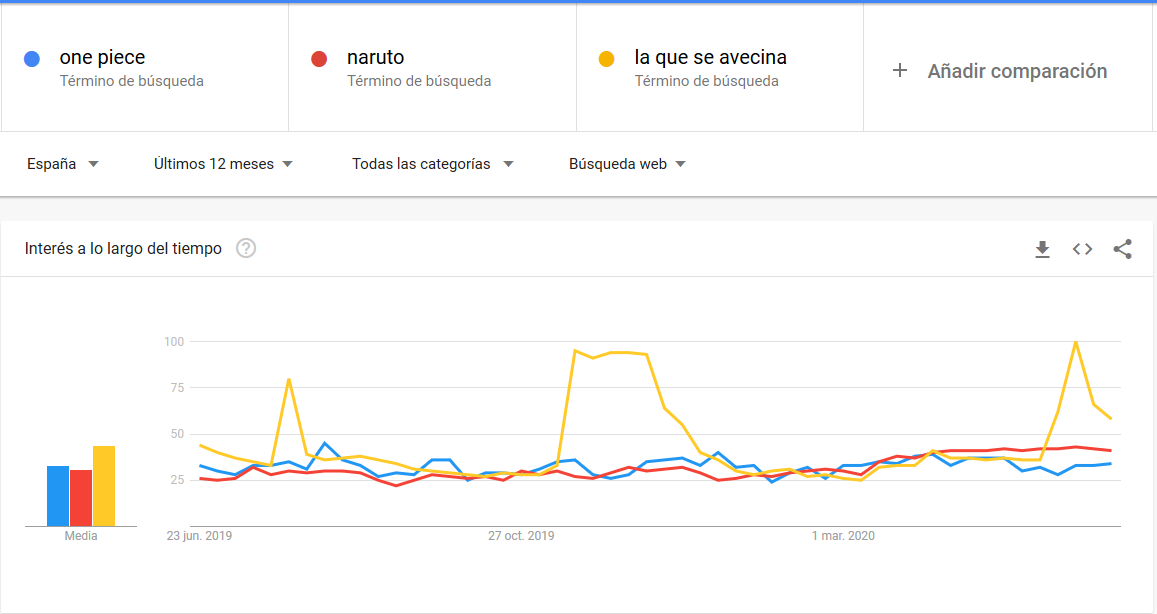 one piece
Término de búsqueda
naruto
Término de búsqueda
la que se avecina
Término de búsqueda
+ Añadir comparación
España
Últimos 12 meses
Todas las categorías
Búsqueda web
Interés a lo largo del tiempo ?
100
75
50
25
Media
23 jun. 2019
27 oct. 2019
1 mar. 2020